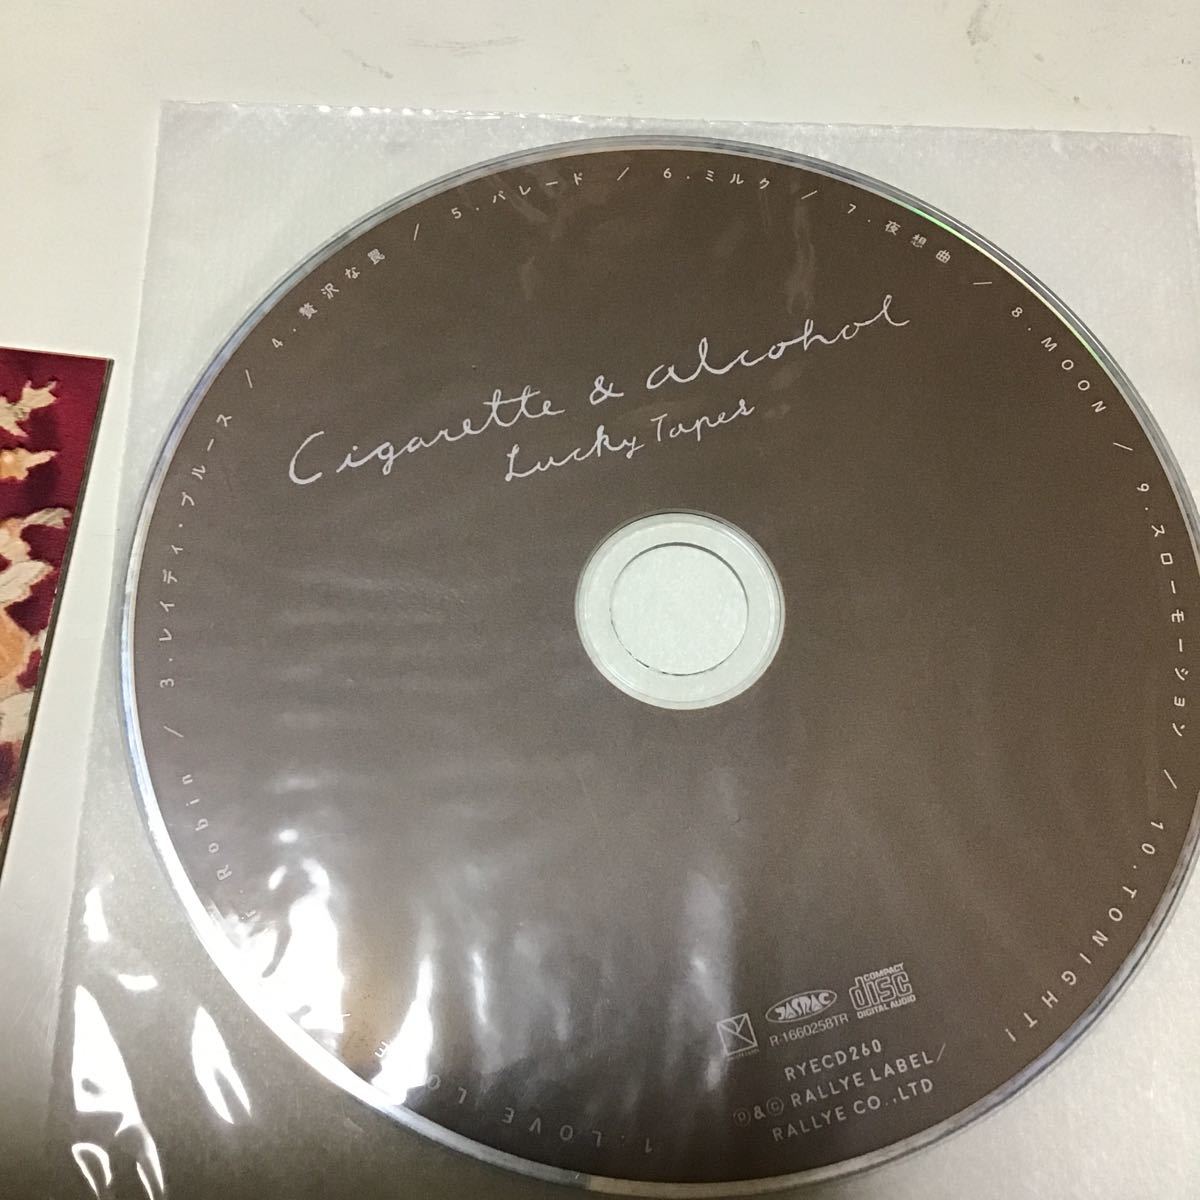 Cigarette & alcohol
Lucky Tapes
1.LOVE LO E
Robin / 3.レイディ・ブルース / 4.贅沢な罠 / 5.パレード / 6.ミルク / 7.夜想曲 / 8.MOON / 9.スローモーション / 10.TONIGHT!
JASRAC
R-1660258TR
COMPACT
disc
DIGITAL AUDIO
RYECD260
℗&© RALLYE LABEL/
RALLYE CO.,LTD